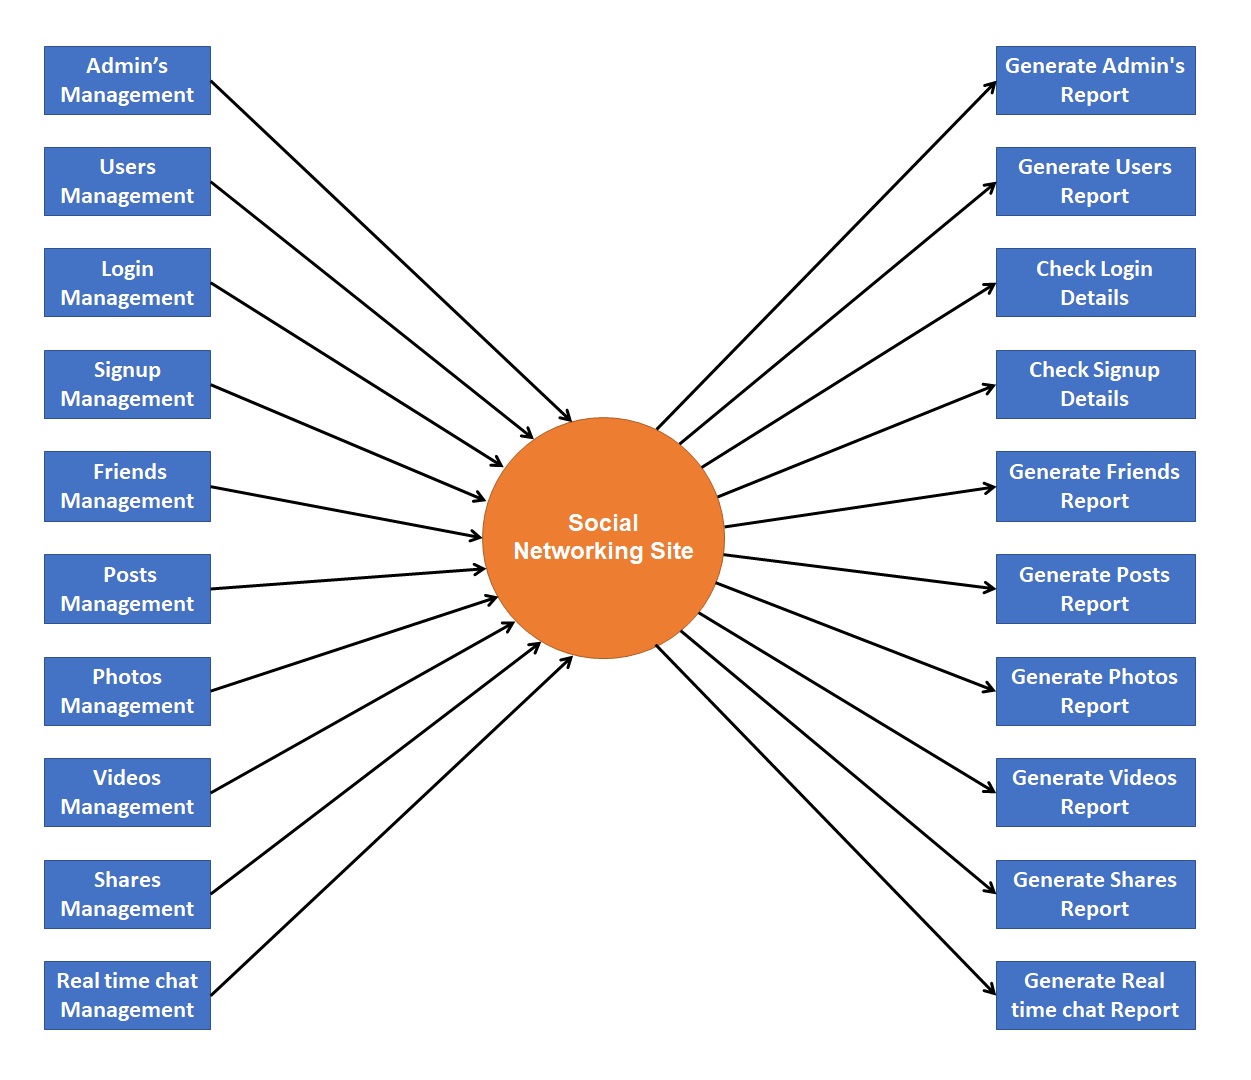 Admin’s
Management
Users
Management
Login
Management
Signup
Management
Friends
Management
Posts
Management
Photos
Management
Videos
Management
Shares
Management
Real time chat
Management
Social
Networking Site
Generate Admin's
Report
Generate Users
Report
Check Login
Details
Check Signup
Details
Generate Friends
Report
Generate Posts
Report
Generate Photos
Report
Generate Videos
Report
Generate Shares
Report
Generate Real
time chat Report